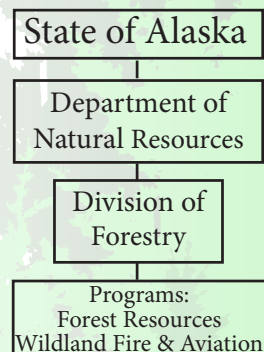 State of Alaska
Department of
Natural Resources
Division of
Forestry
Programs:
Forest Resources
Wildland Fire & Aviation